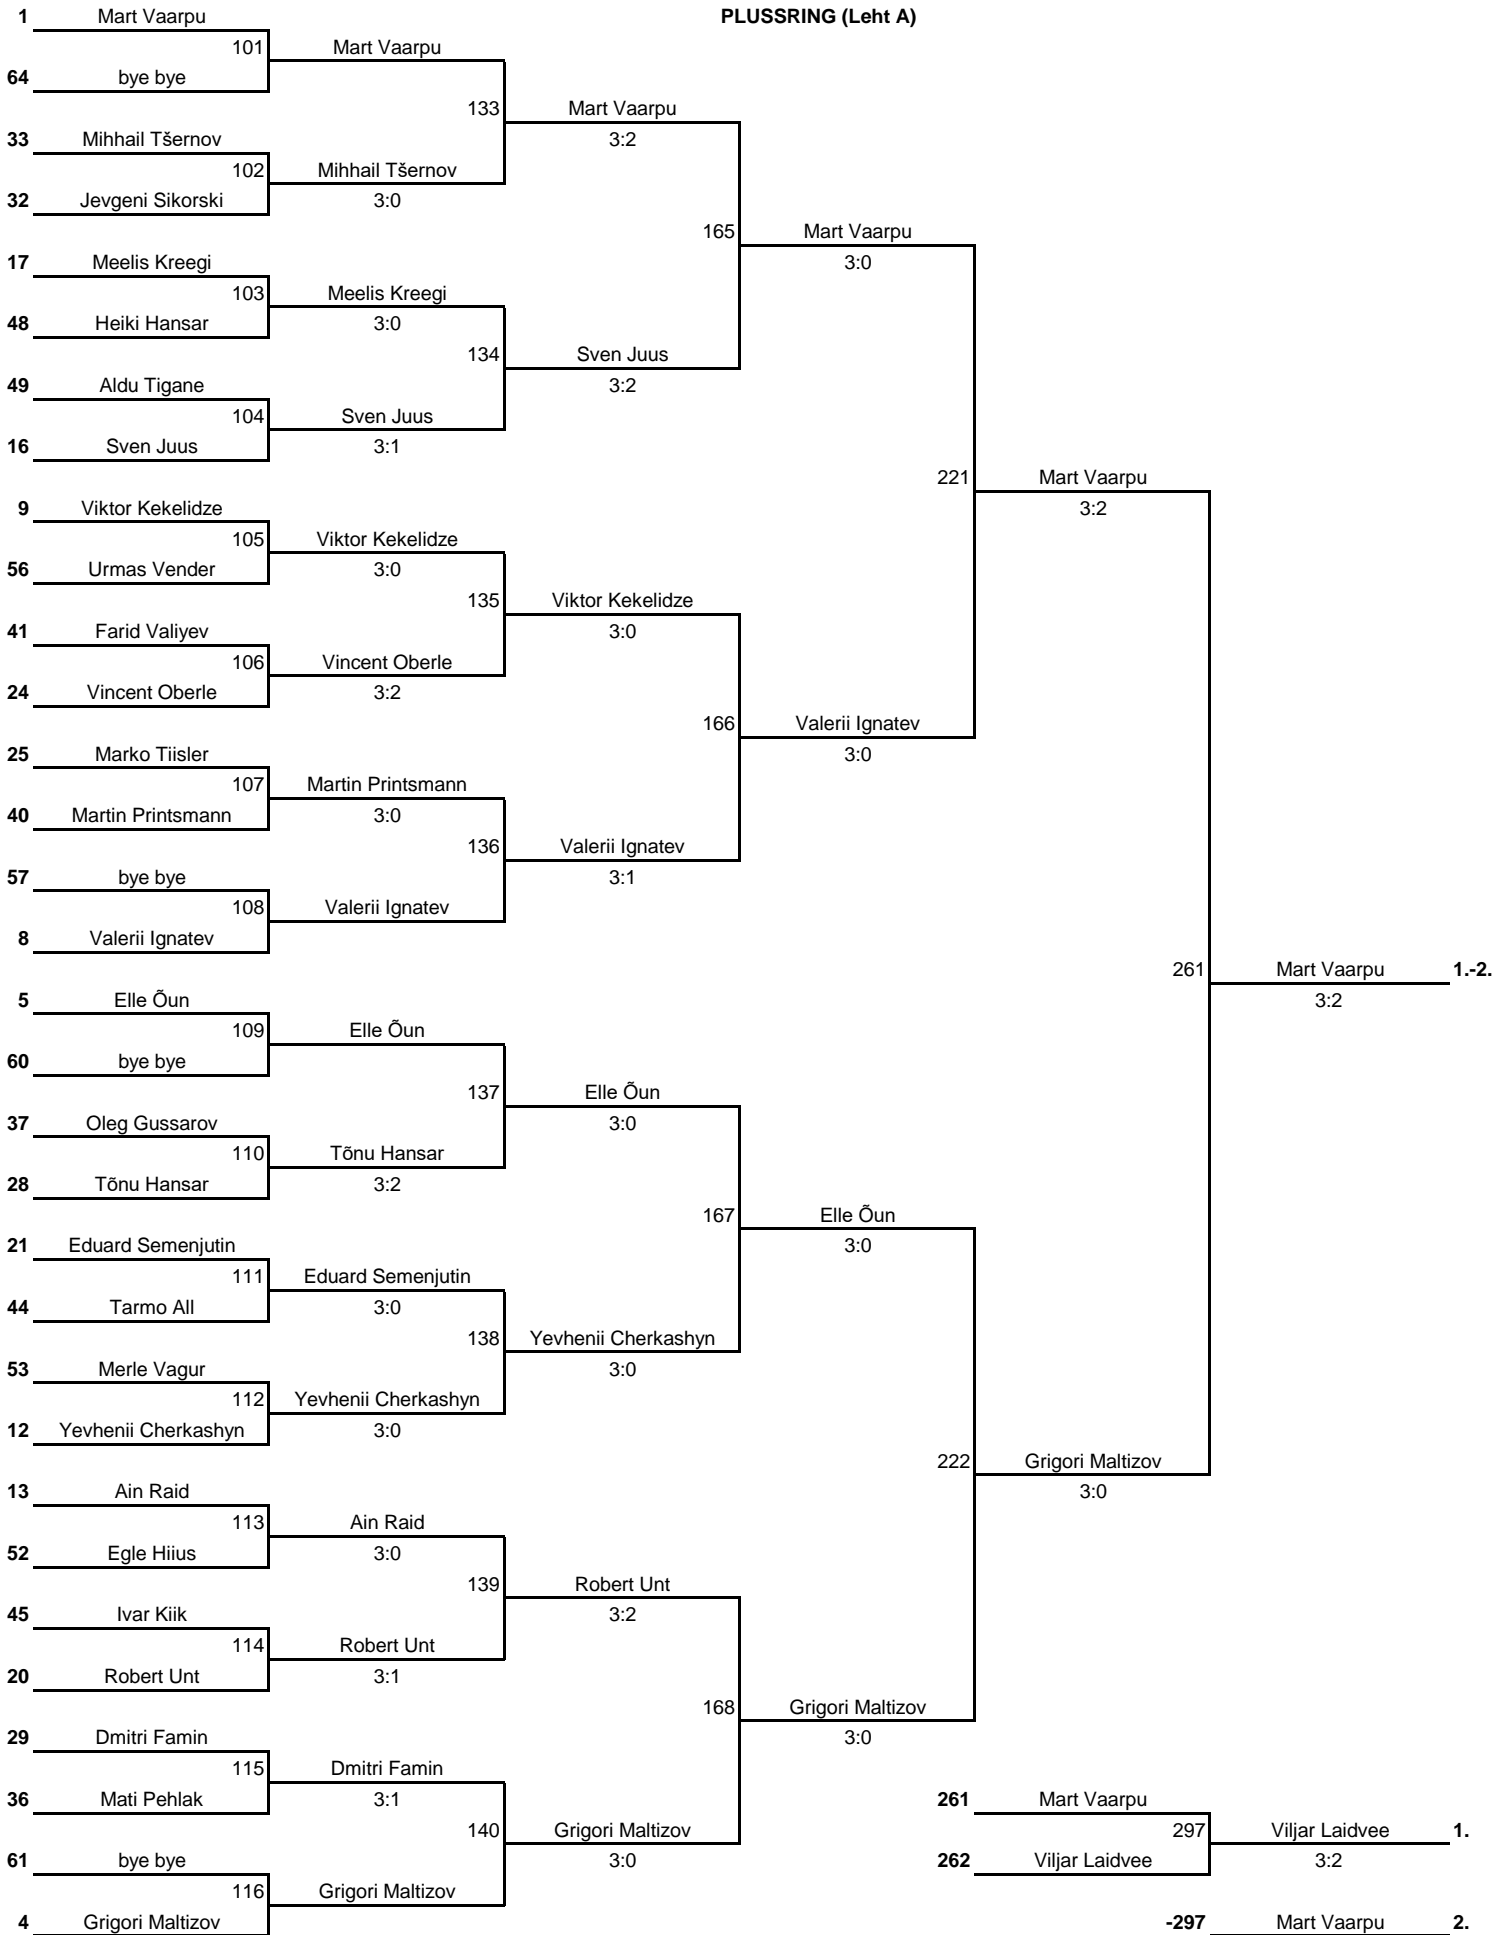 1 Mart Vaarpu PLUSSRING (Leht A)
101 Mart Vaarpu
64 bye bye
133 Mart Vaarpu
33 Mihhail Tšernov 3:2
102 Mihhail Tšernov
32 Jevgeni Sikorski 3:0
165 Mart Vaarpu
17 Meelis Kreegi 3:0
103 Meelis Kreegi
48 Heiki Hansar 3:0
134 Sven Juus
49 Aldu Tigane 3:2
104 Sven Juus
16 Sven Juus 3:1
221 Mart Vaarpu
9 Viktor Kekelidze 3:2
105 Viktor Kekelidze
56 Urmas Vender 3:0
135 Viktor Kekelidze
41 Farid Valiyev 3:0
106 Vincent Oberle
24 Vincent Oberle 3:2
166 Valerii Ignatev
25 Marko Tiisler 3:0
107 Martin Printsmann
40 Martin Printsmann 3:0
136 Valerii Ignatev
57 bye bye 3:1
108 Valerii Ignatev
8 Valerii Ignatev
261 Mart Vaarpu 1.-2.
5 Elle Õun 3:2
109 Elle Õun
60 bye bye
137 Elle Õun
37 Oleg Gussarov 3:0
110 Tõnu Hansar
28 Tõnu Hansar 3:2
167 Elle Õun
21 Eduard Semenjutin 3:0
111 Eduard Semenjutin
44 Tarmo All 3:0
138 Yevhenii Cherkashyn
53 Merle Vagur 3:0
112 Yevhenii Cherkashyn
12 Yevhenii Cherkashyn 3:0
222 Grigori Maltizov
13 Ain Raid 3:0
113 Ain Raid
52 Egle Hiius 3:0
139 Robert Unt
45 Ivar Kiik 3:2
114 Robert Unt
20 Robert Unt 3:1
168 Grigori Maltizov
29 Dmitri Famin 3:0
115 Dmitri Famin
36 Mati Pehlak 3:1 261 Mart Vaarpu
140 Grigori Maltizov 297 Viljar Laidvee 1.
61 bye bye 3:0 262 Viljar Laidvee 3:2
116 Grigori Maltizov
4 Grigori Maltizov -297 Mart Vaarpu 2.